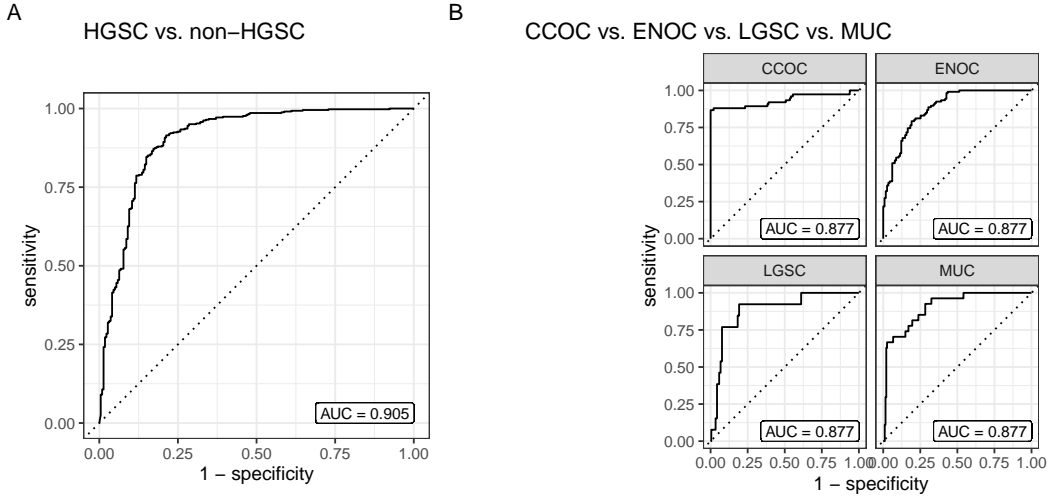 A
HGSC vs. non−HGSC
1.00
0.75
0.50
0.25
0.00
sensitivity
AUC = 0.905
0.00 0.25 0.50 0.75 1.00
1 − specificity
B
CCOC vs. ENOC vs. LGSC vs. MUC
CCOC
ENOC
1.00
0.75
0.50
0.25
0.00
AUC = 0.877
AUC = 0.877
sensitivity
LGSC
MUC
1.00
0.75
0.50
0.25
0.00
AUC = 0.877
AUC = 0.877
0.00 0.25 0.50 0.75 1.00 0.00 0.25 0.50 0.75 1.00
1 − specificity